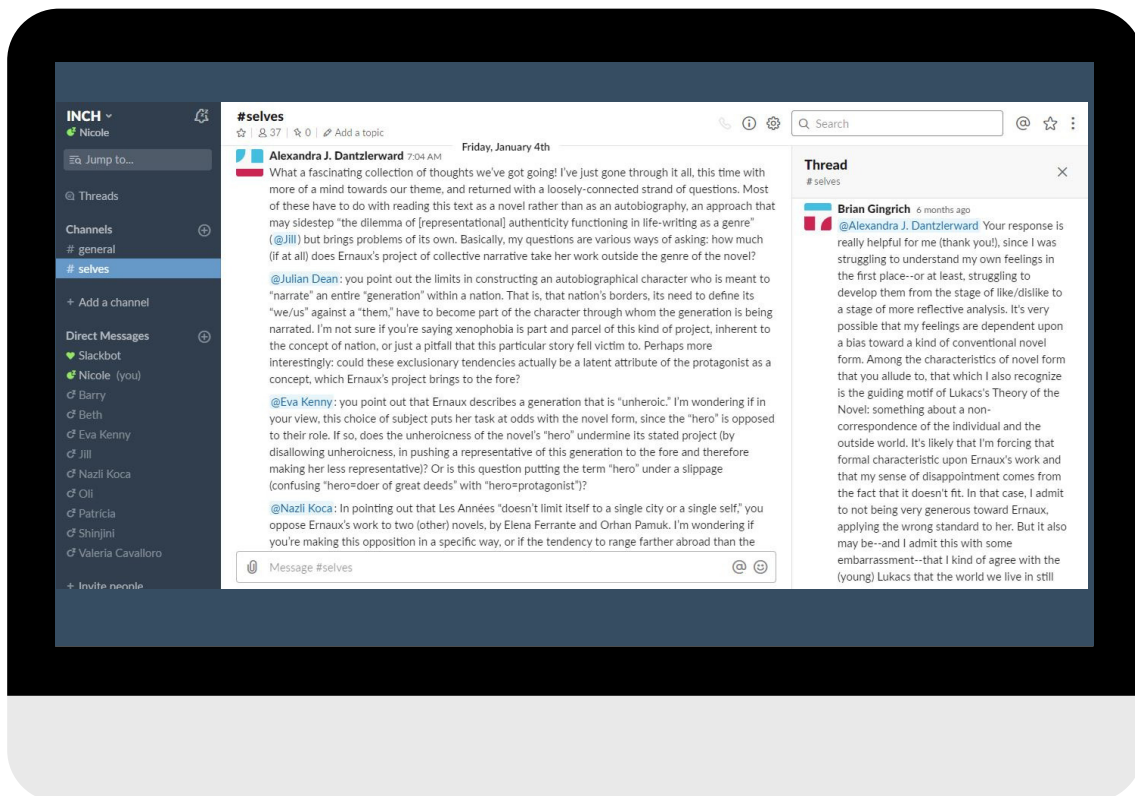 INCH
Nicole
Jump to...
Threads
Channels
# general
# selves
+ Add a channel
Direct Messages
Slackbot
Nicole (you)
Barry
Beth
Eva Kenny
Jill
Nazli Koca
Oli
Patricia
Shinjini
Valeria Cavalloro
+ Invite people
#selves
37 | 0 | Add a topic
Search
Friday, January 4th
Alexandra J. Dantzlerward 7:04 AM
What a fascinating collection of thoughts we've got going! I've just gone through it all, this time with
more of a mind towards our theme, and returned with a loosely-connected strand of questions. Most
of these have to do with reading this text as a novel rather than as an autobiography, an approach that
may sidestep “the dilemma of [representational] authenticity functioning in life-writing as a genre”
(@Jill) but brings problems of its own. Basically, my questions are various ways of asking: how much
(if at all) does Ernaux's project of collective narrative take her work outside the genre of the novel?
@Julian Dean: you point out the limits in constructing an autobiographical character who is meant to
“narrate” an entire “generation” within a nation. That is, that nation's borders, its need to define its
“we/us” against a “them,” have to become part of the character through whom the generation is being
narrated. I'm not sure if you're saying xenophobia is part and parcel of this kind of project, inherent to
the concept of nation, or just a pitfall that this particular story fell victim to. Perhaps more
interestingly: could these exclusionary tendencies actually be a latent attribute of the protagonist as a
concept, which Ernaux's project brings to the fore?
@Eva Kenny: you point out that Ernaux describes a generation that is “unheroic.” I'm wondering if in
your view, this choice of subject puts her task at odds with the novel form, since the “hero” is opposed
to their role. If so, does the unheroicness of the novel's “hero” undermine its stated project (by
disallowing unheroicness, in pushing a representative of this generation to the fore and therefore
making her less representative)? Or is this question putting the term “hero” under a slippage
(confusing “hero=doer of great deeds” with “hero=protagonist”)?
@Nazli Koca: In pointing out that Les Années “doesn't limit itself to a single city or a single self,” you
oppose Ernaux's work to two (other) novels, by Elena Ferrante and Orhan Pamuk. I'm wondering if
you're making this opposition in a specific way, or if the tendency to range farther abroad than the
Message #selves
Thread
# selves
Brian Gingrich 6 months ago
@Alexandra J. Dantzlerward Your response is
really helpful for me (thank you!), since I was
struggling to understand my own feelings in
the first place--or at least, struggling to
develop them from the stage of like/dislike to
a stage of more reflective analysis. It's very
possible that my feelings are dependent upon
a bias toward a kind of conventional novel
form. Among the characteristics of novel form
that you allude to, that which I also recognize
is the guiding motif of Lukacs's Theory of the
Novel: something about a non-
correspondence of the individual and the
outside world. It's likely that I'm forcing that
formal characteristic upon Ernaux's work and
that my sense of disappointment comes from
the fact that it doesn't fit. In that case, I admit
to not being very generous toward Ernaux,
applying the wrong standard to her. But it also
may be--and I admit this with some
embarrassment--that I kind of agree with the
(young) Lukacs that the world we live in still